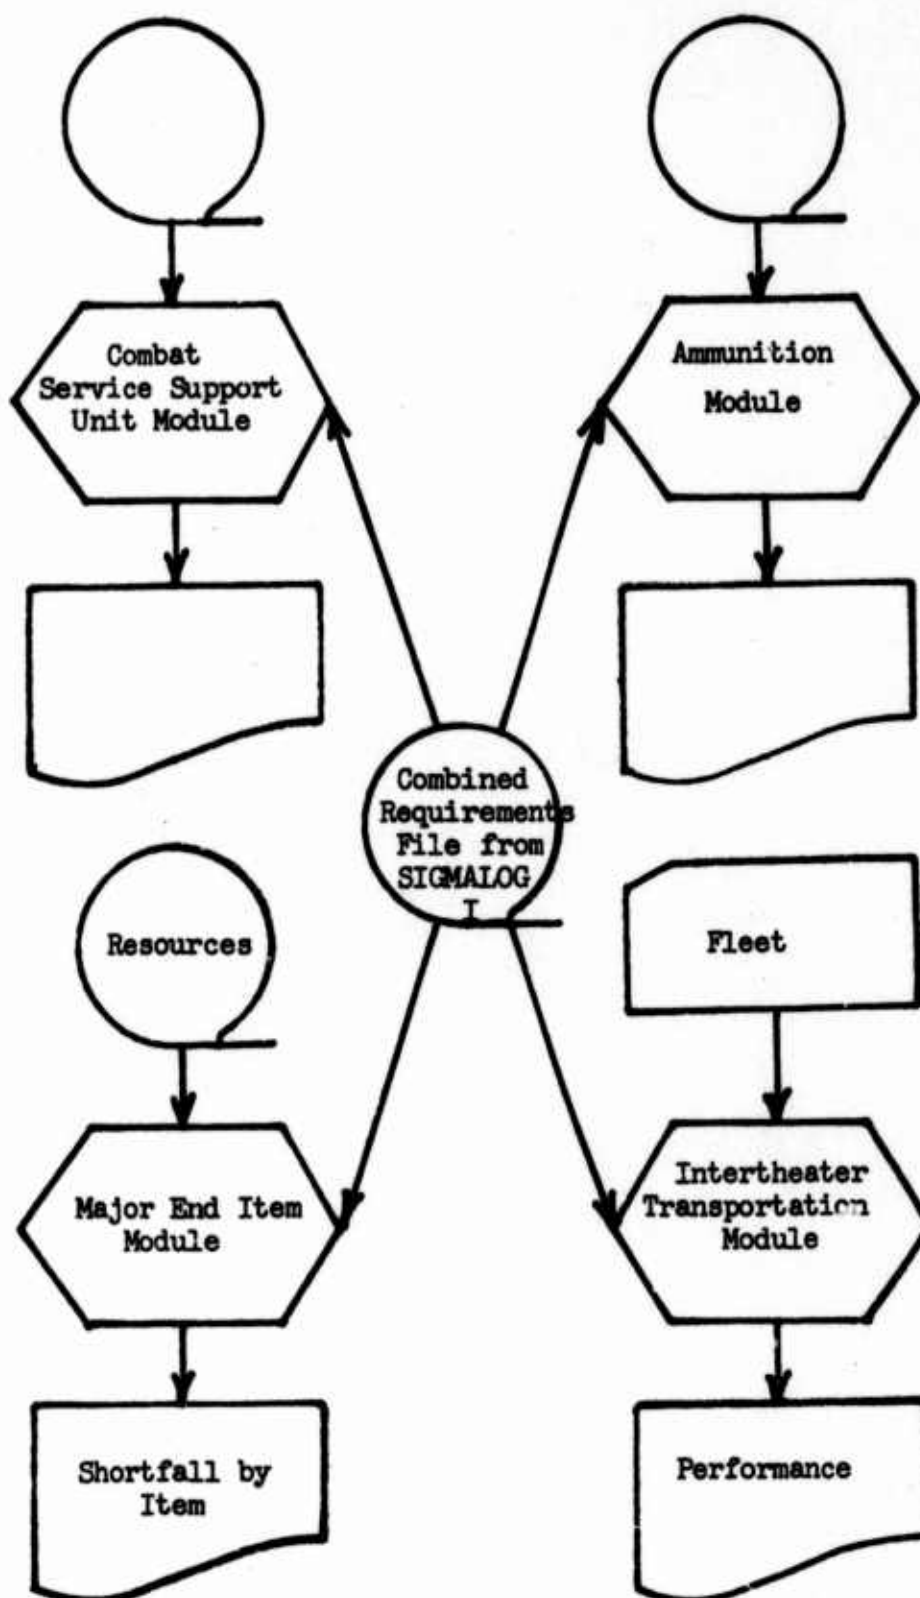 Combat
Service Support
Unit Module
Ammunition
Module
Combined
Requirements
File from
SIGMALOG
I
Resources
Fleet
Major End Item
Module
Intertheater
Transportation
Module
Shortfall by
Item
Performance